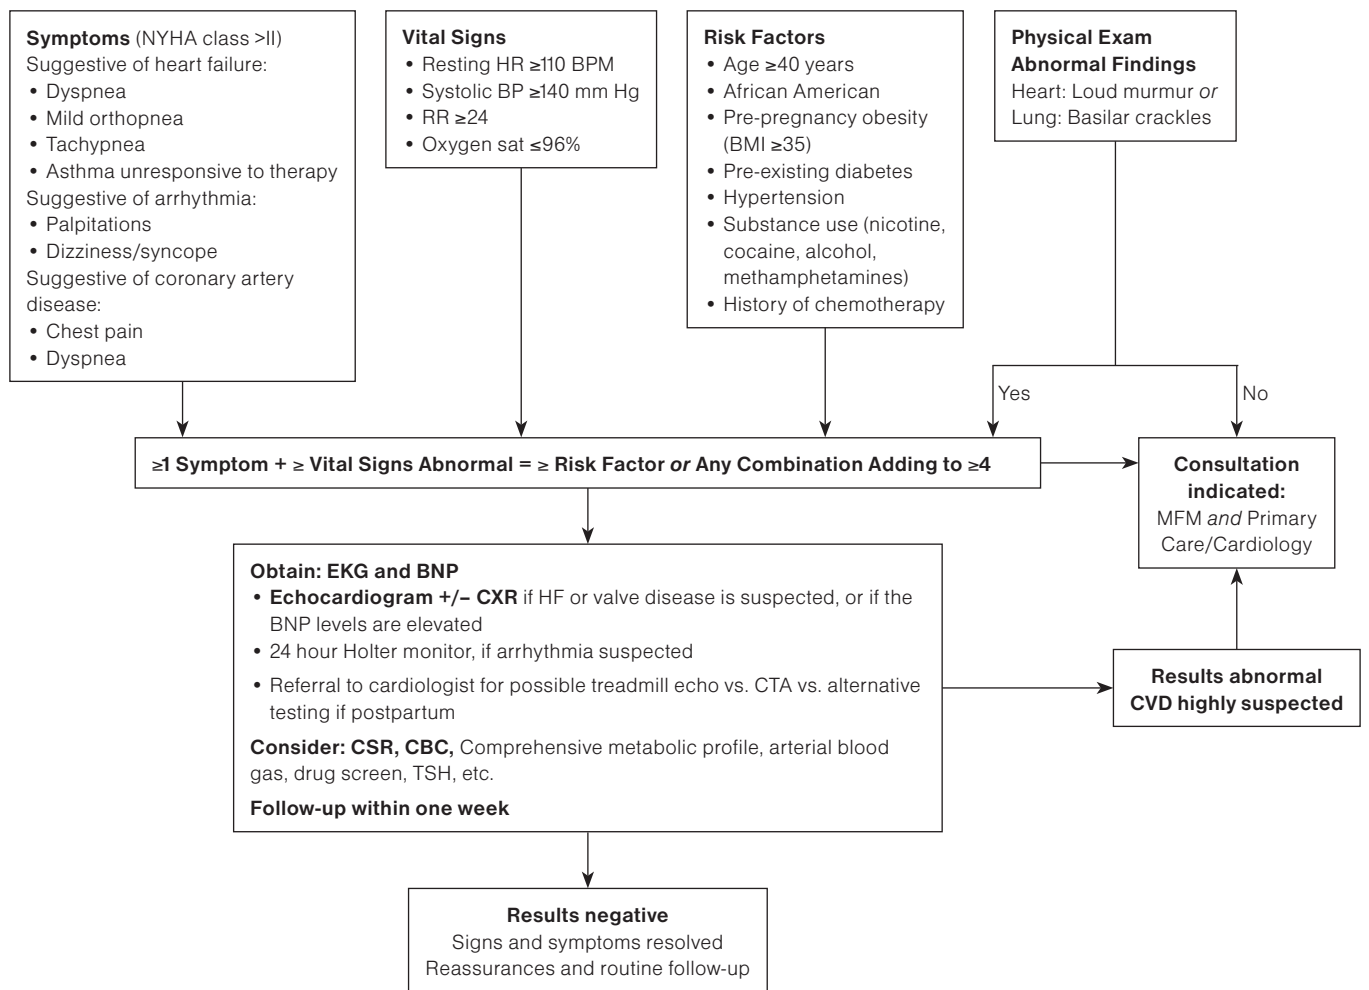 Symptoms (NYHA class >II)
Suggestive of heart failure:
• Dyspnea
• Mild orthopnea
• Tachypnea
• Asthma unresponsive to therapy
Suggestive of arrhythmia:
• Palpitations
• Dizziness/syncope
Suggestive of coronary artery
disease:
• Chest pain
• Dyspnea
Vital Signs
• Resting HR ≥110 BPM
• Systolic BP ≥140 mm Hg
• RR ≥24
• Oxygen sat ≤96%
Risk Factors
• Age ≥40 years
• African American
• Pre-pregnancy obesity
(BMI ≥35)
• Pre-existing diabetes
• Hypertension
• Substance use (nicotine,
cocaine, alcohol,
methamphetamines)
• History of chemotherapy
Physical Exam
Abnormal Findings
Heart: Loud murmur or
Lung: Basilar crackles
Yes
No
≥1 Symptom + ≥ Vital Signs Abnormal = ≥ Risk Factor or Any Combination Adding to ≥4
Consultation
indicated:
MFM and Primary
Care/Cardiology
Obtain: EKG and BNP
• Echocardiogram +/– CXR if HF or valve disease is suspected, or if the
BNP levels are elevated
• 24 hour Holter monitor, if arrhythmia suspected
• Referral to cardiologist for possible treadmill echo vs. CTA vs. alternative
testing if postpartum
Consider: CSR, CBC, Comprehensive metabolic profile, arterial blood
gas, drug screen, TSH, etc.
Follow-up within one week
Results abnormal
CVD highly suspected
Results negative
Signs and symptoms resolved
Reassurances and routine follow-up